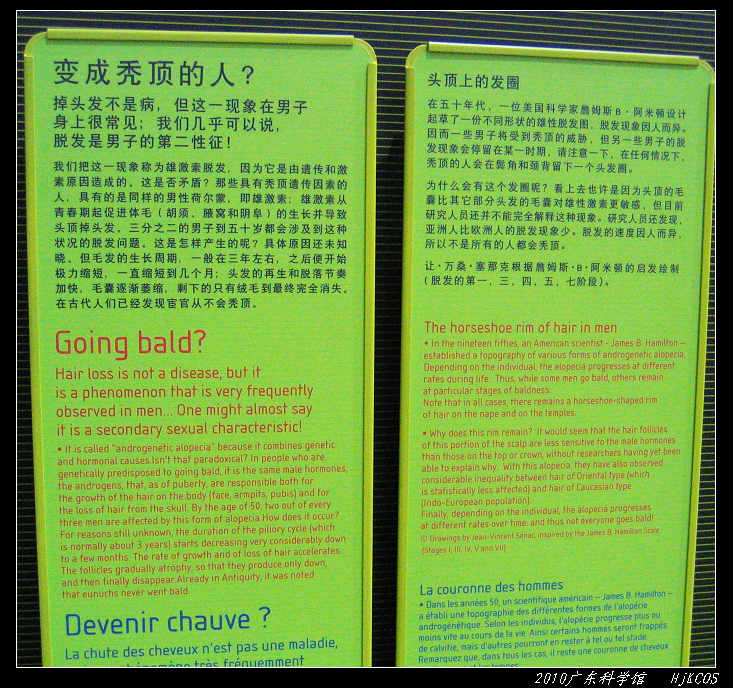 变成秃顶的人？
掉头发不是病，但这一现象在男子
身上很常见；我们几乎可以说，
脱发是男子的第二性征！
我们把这一现象称为雄激素脱发，因为它是由遗传和激
素原因造成的。这是否矛盾？那些具有秃顶遗传因素的
人，具有的是同样的男性荷尔蒙，即雄激素；雄激素从
青春期起促进体毛（胡须、腋窝和阴阜）的生长并导致
头顶掉头发。三分之二的男子到五十岁都会涉及到这种
状况的脱发问题。这是怎样产生的呢？具体原因还未知
晓。但毛发的生长周期，一般在三年左右，之后便开始
极力缩短，一直缩短到几个月；头发的再生和脱落节奏
加快，毛囊逐渐萎缩，剩下的只有绒毛到最终完全消失。
在古代人们已经发现宦官从不会秃顶。
Going bald?
Hair loss is not a disease, but it
is a phenomenon that is very frequently
observed in men... One might almost say
it is a secondary sexual characteristic!
• It is called "androgenetic alopecia" because it combines genetic
and hormonal causes.Isn't that paradoxical? In people who are
genetically predisposed to going bald, it is the same male hormones,
the androgens, that, as of puberty, are responsible both for
the growth of the hair on the body (face, armpits, pubis) and for
the loss of hair from the skull. By the age of 50, two out of every
three men are affected by this form of alopecia.How does it occur?
For reasons still unknown, the duration of the pillory cycle (which
is normally about 3 years) starts decreasing very considerably down
to a few months. The rate of growth and of loss of hair accelerates.
The follicles gradually atrophy, so that they produce only down,
and then finally disappear.Already in Antiquity, it was noted
that eunuchs never went bald.
Devenir chauve ?
La chute des cheveux n'est pas une maladie,
phénomène très fréquemment
头顶上的发圈
在五十年代，一位美国科学家詹姆斯·B·阿米顿设计
起草了一份不同形状的雄性脱发图，脱发现象因人而异。
因而一些男子将受到秃顶的威胁，但另一些男子的脱
发现象会停留在某一时期，请注意一下，在任何情况下，
秃顶的人会在鬓角和颈背留下一个头发圈。
为什么会有这个发圈呢？看上去也许是因为头顶的毛
囊比其它部分头发的毛囊对雄性激素更敏感，但目前
研究人员还并不能完全解释这种现象。研究人员还发现，
亚洲人比欧洲人的脱发现象少。脱发的速度因人而异，
所以不是所有的人都会秃顶。
让·万桑·塞那克根据詹姆斯·B·阿米顿的启发绘制
（脱发的第一，三，四，五，七阶段）。
The horseshoe rim of hair in men
• In the nineteen fifties, an American scientist - James B. Hamilton –
established a topography of various forms of androgenetic alopecia.
Depending on the individual, the alopecia progresses at different
rates during life. Thus, while some men go bald, others remain
at particular stages of baldness.
Note that in all cases, there remains a horseshoe-shaped rim
of hair on the nape and on the temples.
• Why does this rim remain? It would seem that the hair follicles
of this portion of the scalp are less sensitive to the male hormones
than those on the top or crown, without researchers having yet been
able to explain why. With this alopecia, they have also observed
considerable inequality between hair of Oriental type (which
is statistically less affected) and hair of Caucasian type
(Indo-European population).
Finally, depending on the individual, the alopecia progresses
at different rates over time: and thus not everyone goes bald!
© Drawings by Jean-Vincent Sénac, inspired by the James B. Hamilton Scale
(Stages I, III, IV, V and VII)
La couronne des hommes
• Dans les années 50, un scientifique américain – James B. Hamilton –
a établi une topographie des différentes formes de l'alopécie
androgénétique. Selon les individus, l'alopécie progresse plus ou
moins vite au cours de la vie. Ainsi certains hommes seront frappés
de calvitie, mais d'autres pourront en rester à tel ou tel stade.
Remarquez que, dans tous les cas, il reste une couronne de cheveux
2010广东科学馆 HJ&COS